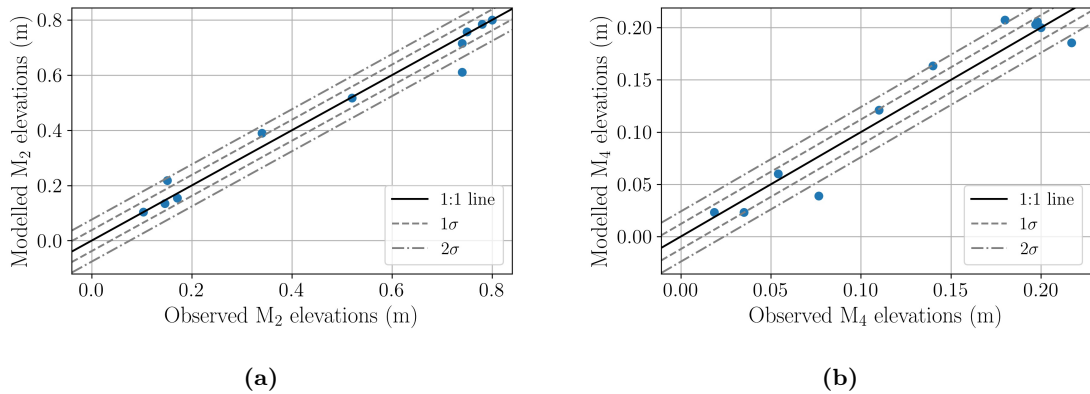 Modelled M₂ elevations (m)
0.8
0.6
0.4
0.2
0.0
1:1 line
1σ
2σ
0.0 0.2 0.4 0.6 0.8
Observed M₂ elevations (m)
(a)
Modelled M₄ elevations (m)
0.20
0.15
0.10
0.05
0.00
1:1 line
1σ
2σ
0.00 0.05 0.10 0.15 0.20
Observed M₄ elevations (m)
(b)